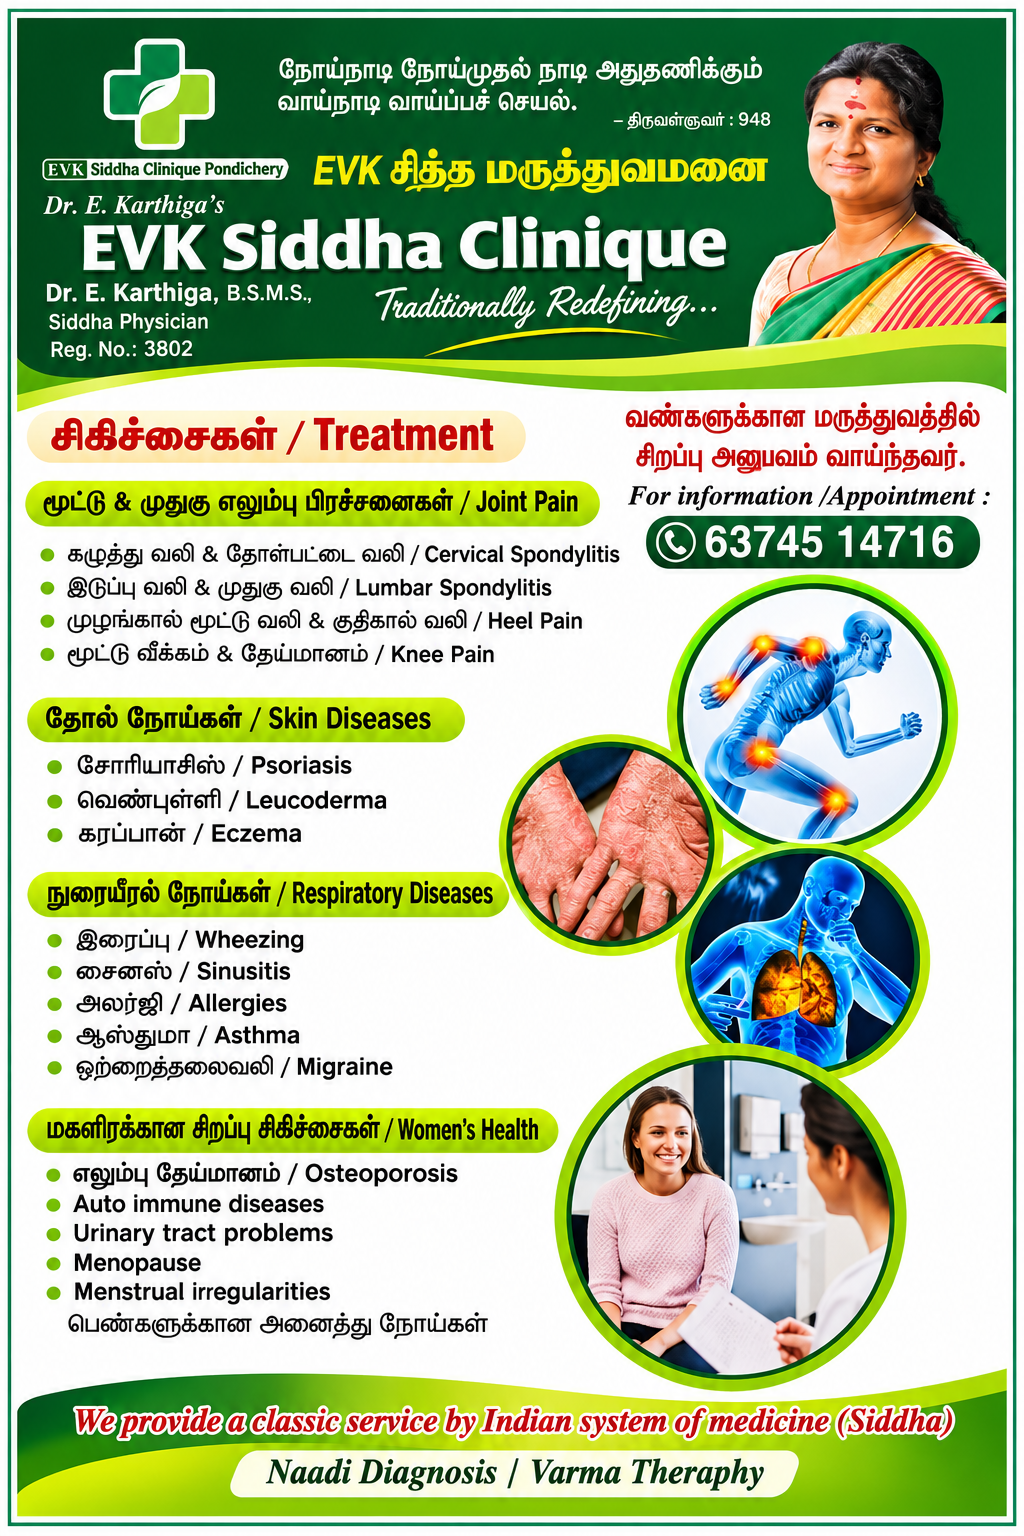 நோய்நாடி நோய்முதல் நாடி அதுதணிக்கும்
வாய்நாடி வாய்ப்பச் செயல்.
– திருவள்ளுவர் : 948
EVK Siddha Clinique Pondichery
EVK சித்த மருத்துவமனை
Dr. E. Karthiga's
EVK Siddha Clinique
Dr. E. Karthiga, B.S.M.S.,
Traditionally Redefining...
Siddha Physician
Reg. No.: 3802
சிகிச்சைகள் / Treatment
வண்களுக்கான மருத்துவத்தில்
சிறப்பு அனுபவம் வாய்ந்தவர்.
For information /Appointment :
63745 14716
மூட்டு & முதுகு எலும்பு பிரச்சனைகள் / Joint Pain
கழுத்து வலி & தோள்பட்டை வலி / Cervical Spondylitis
இடுப்பு வலி & முதுகு வலி / Lumbar Spondylitis
முழங்கால் மூட்டு வலி & குதிகால் வலி / Heel Pain
மூட்டு வீக்கம் & தேய்மானம் / Knee Pain
தோல் நோய்கள் / Skin Diseases
சோரியாசிஸ் / Psoriasis
வெண்புள்ளி / Leucoderma
கரப்பான் / Eczema
நுரையீரல் நோய்கள் / Respiratory Diseases
இரைப்பு / Wheezing
சைனஸ் / Sinusitis
அலர்ஜி / Allergies
ஆஸ்துமா / Asthma
ஒற்றைத்தலைவலி / Migraine
மகளிரக்கான சிறப்பு சிகிச்சைகள் / Women's Health
எலும்பு தேய்மானம் / Osteoporosis
Auto immune diseases
Urinary tract problems
Menopause
Menstrual irregularities
பெண்களுக்கான அனைத்து நோய்கள்
We provide a classic service by Indian system of medicine (Siddha)
Naadi Diagnosis / Varma Theraphy